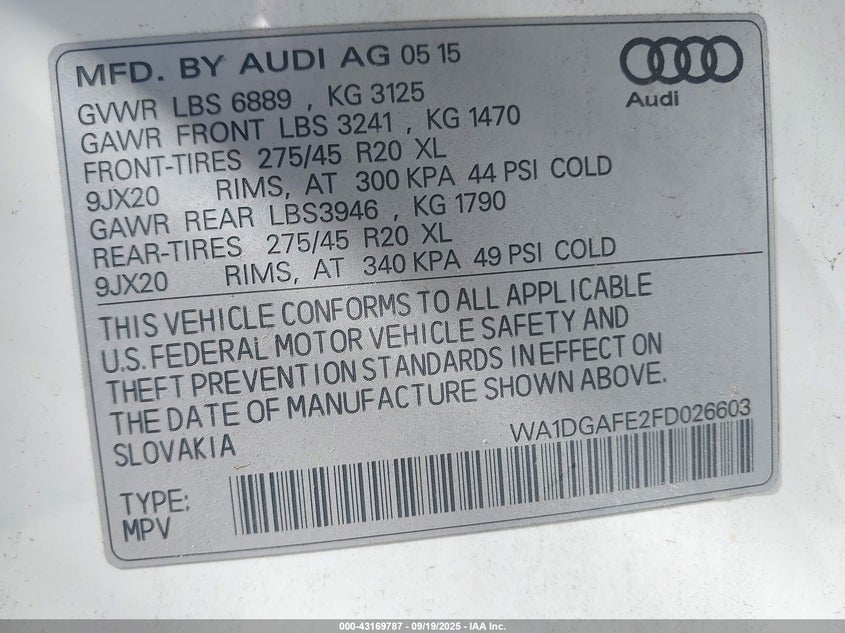 MFD. BY AUDI AG 05 15
Audi
GVWR LBS 6889 , KG 3125
GAWR FRONT LBS 3241 , KG 1470
FRONT-TIRES 275/45 R20 XL
9JX20 RIMS, AT 300 KPA 44 PSI COLD
GAWR REAR LBS3946 , KG 1790
REAR-TIRES 275/45 R20 XL
9JX20 RIMS, AT 340 KPA 49 PSI COLD
THIS VEHICLE CONFORMS TO ALL APPLICABLE
U.S. FEDERAL MOTOR VEHICLE SAFETY AND
THEFT PREVENTION STANDARDS IN EFFECT ON
THE DATE OF MANUFACTURE SHOWN ABOVE.
SLOVAKIA WA1DGAFE2FD026603
TYPE:
MPV
000-43169787 - 09/19/2025 - IAA Inc.